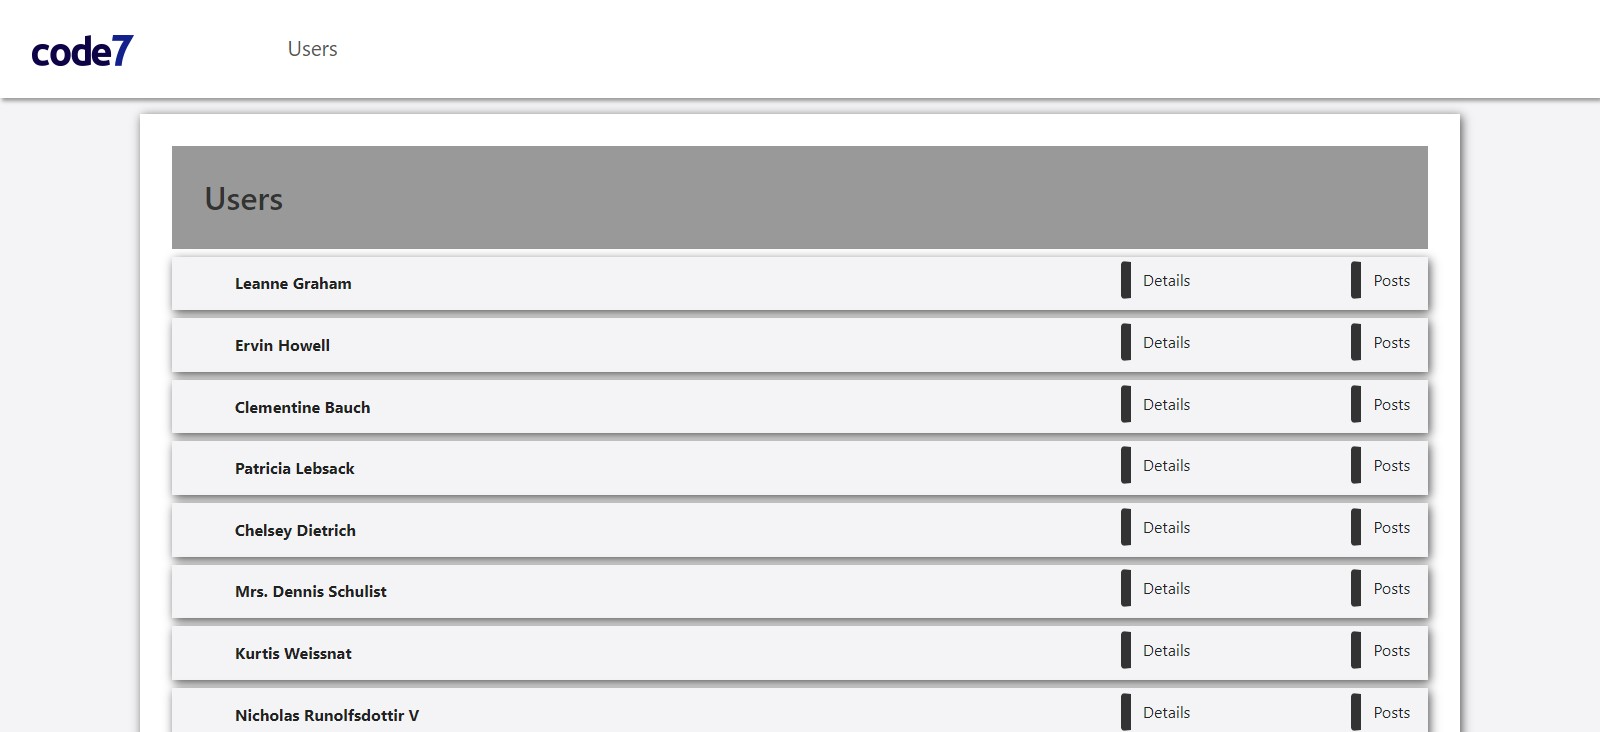 code7 Users
Users
Leanne Graham Details Posts
Ervin Howell Details Posts
Clementine Bauch Details Posts
Patricia Lebsack Details Posts
Chelsey Dietrich Details Posts
Mrs. Dennis Schulist Details Posts
Kurtis Weissnat Details Posts
Nicholas Runolfsdottir V Details Posts